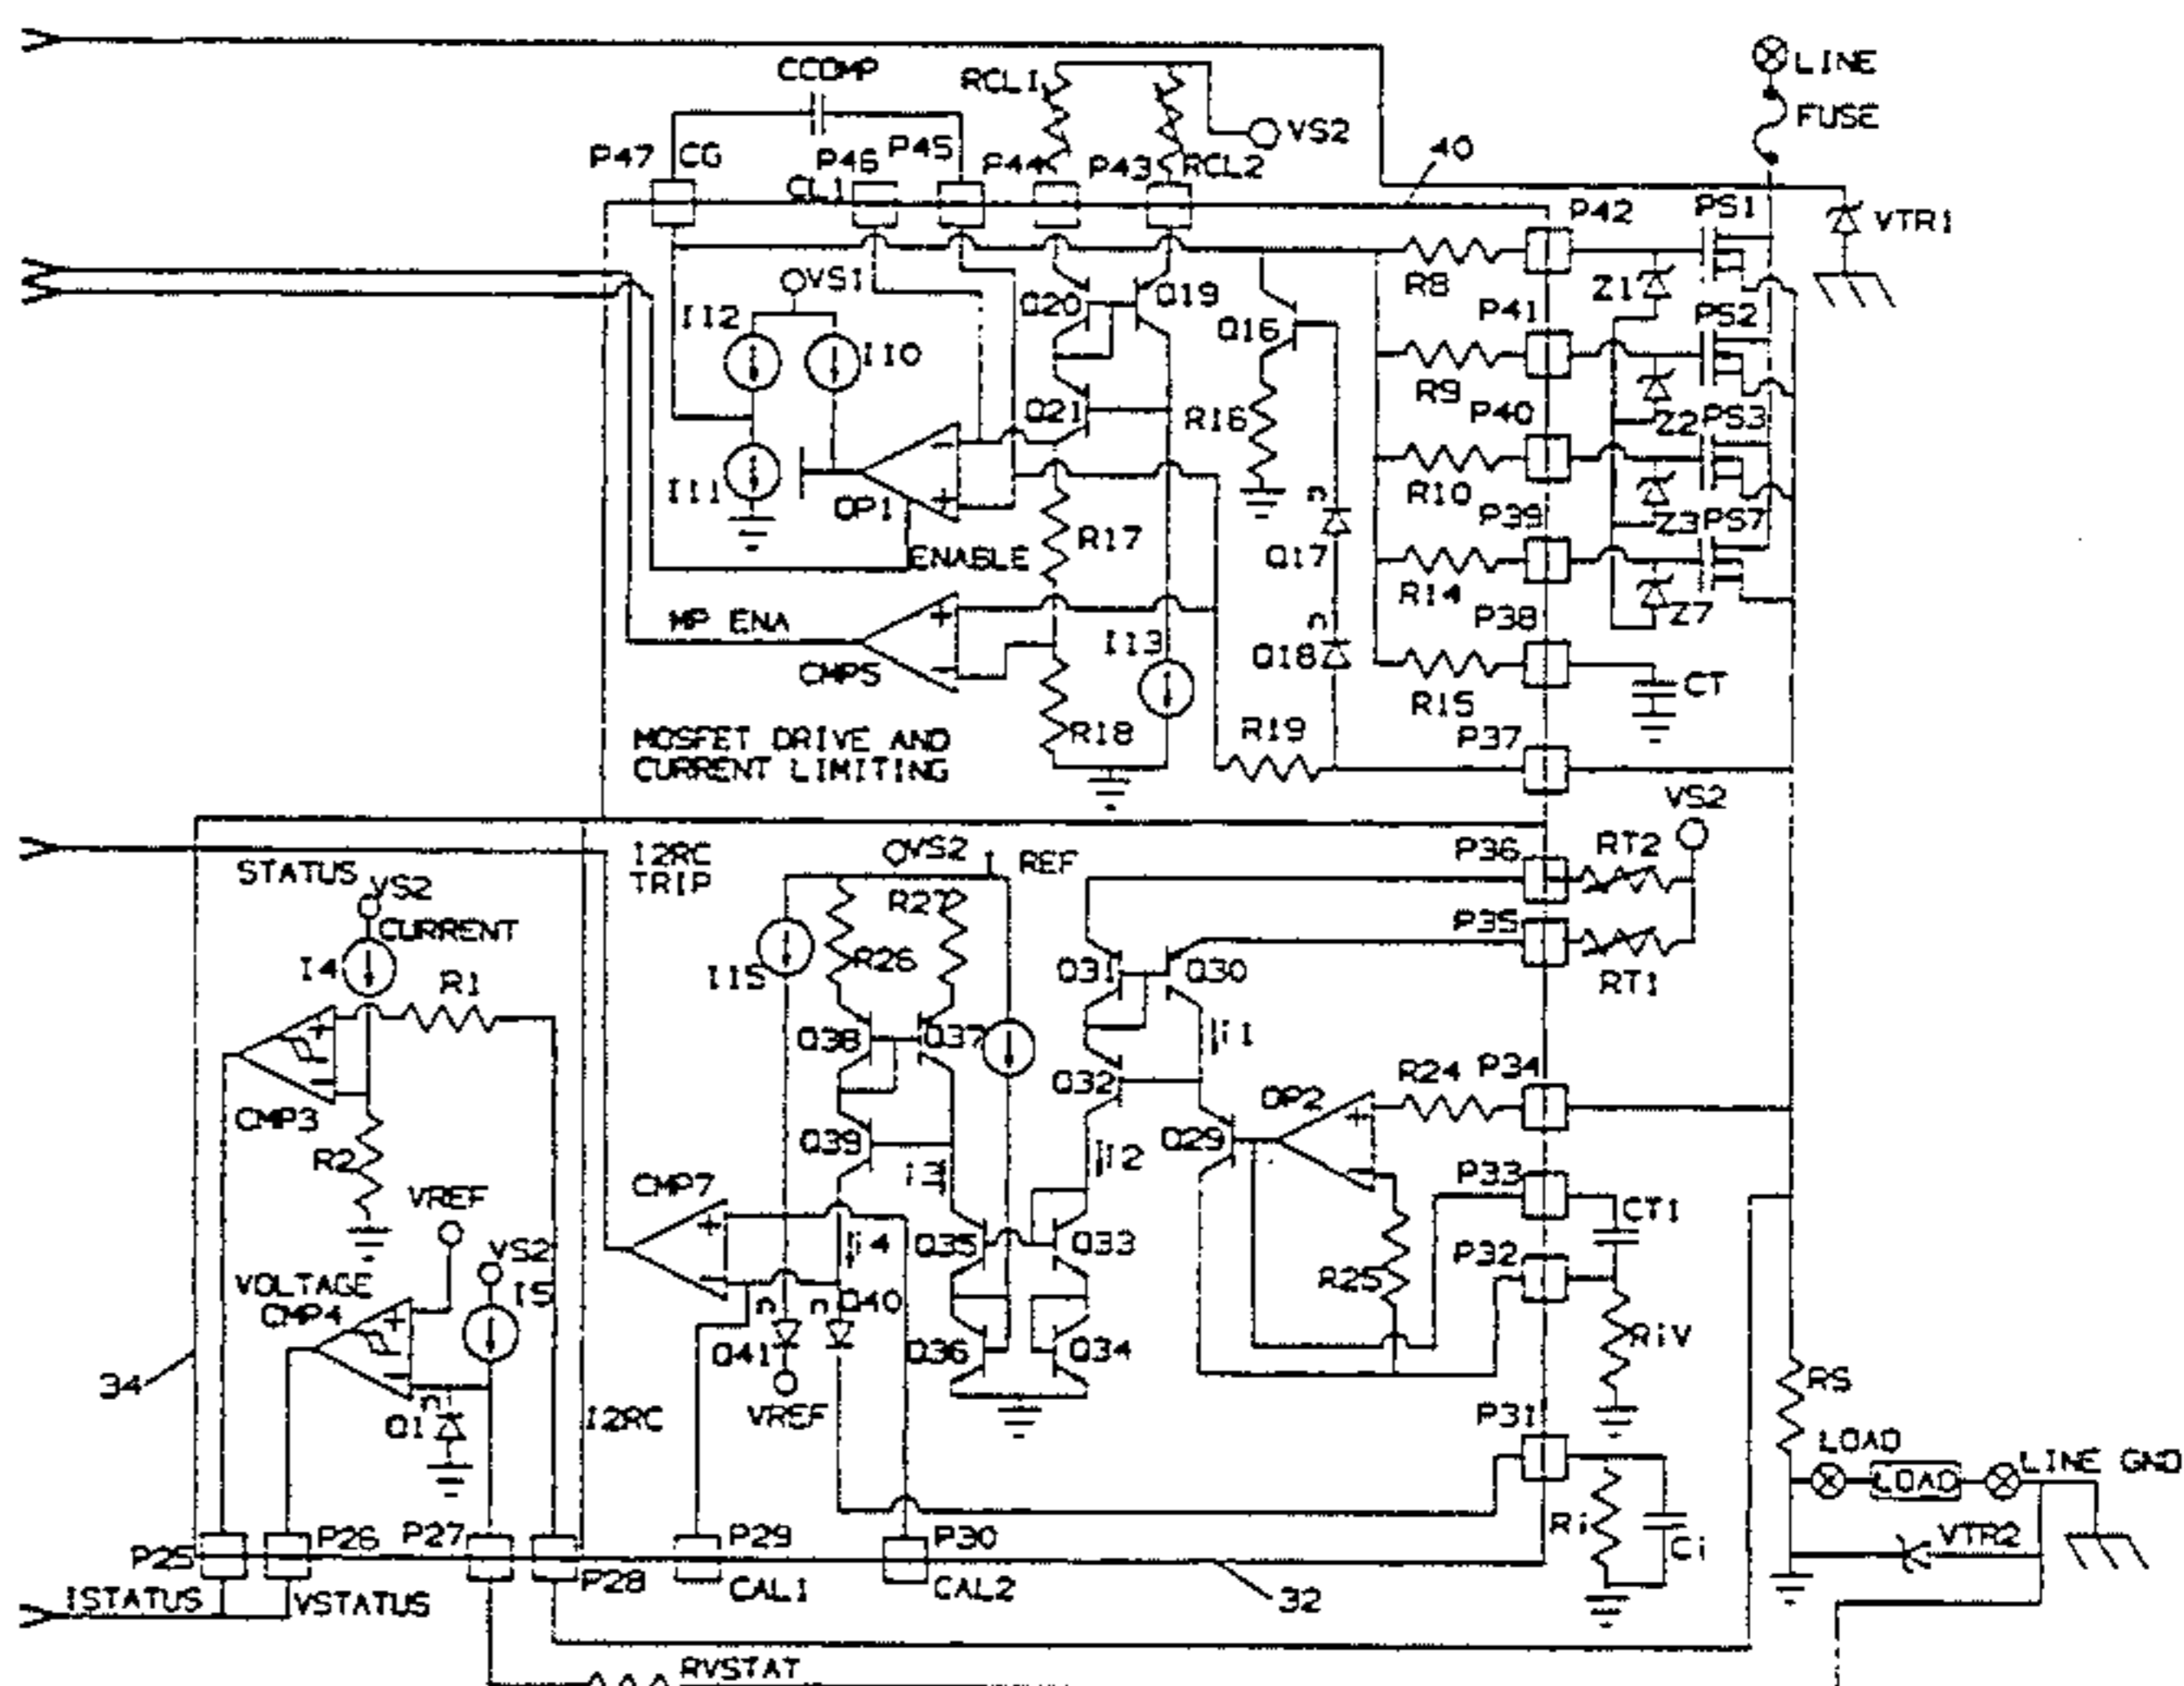 LINE
CCOMP
RCL1
FUSE
VS2
40
P47
CG
P46
P45
P44
P43
RCL2
CL1
P42
PS1
VTR1
VS1
Q20
Q19
R8
Z1
I12
Q16
P41
PS2
I10
R9
Q21
R16
P40
Z2
PS3
I11
OP1
R10
P39
Z3
PS7
R17
Q17
ENABLE
R14
Z7
MP ENA
P38
I13
CMP5
Q18
CT
R15
R18
R19
P37
MOSFET DRIVE AND
CURRENT LIMITING
VS2
I2RC
TRIP
VS2
I REF
P36
RT2
STATUS
VS2
R27
CURRENT
P35
I4
R1
R26
I15
Q31
Q30
RT1
Q38
Q37
i1
Q32
R24
P34
CMP3
OP2
R2
Q39
Q29
i2
i3
P33
VREF
CMP7
CT1
i4
Q35
Q33
P32
VS2
VOLTAGE
R25
CMP4
I5
n
n
Q40
RiV
Q41
Q36
Q34
34
RS
VREF
P31
Q1
n
I2RC
LOAD
LOAD
LINE GND
Ri
Ci
VTR2
P25
P26
P27
P28
P29
P30
ISTATUS
VSTATUS
CAL1
CAL2
32
RVSTAT